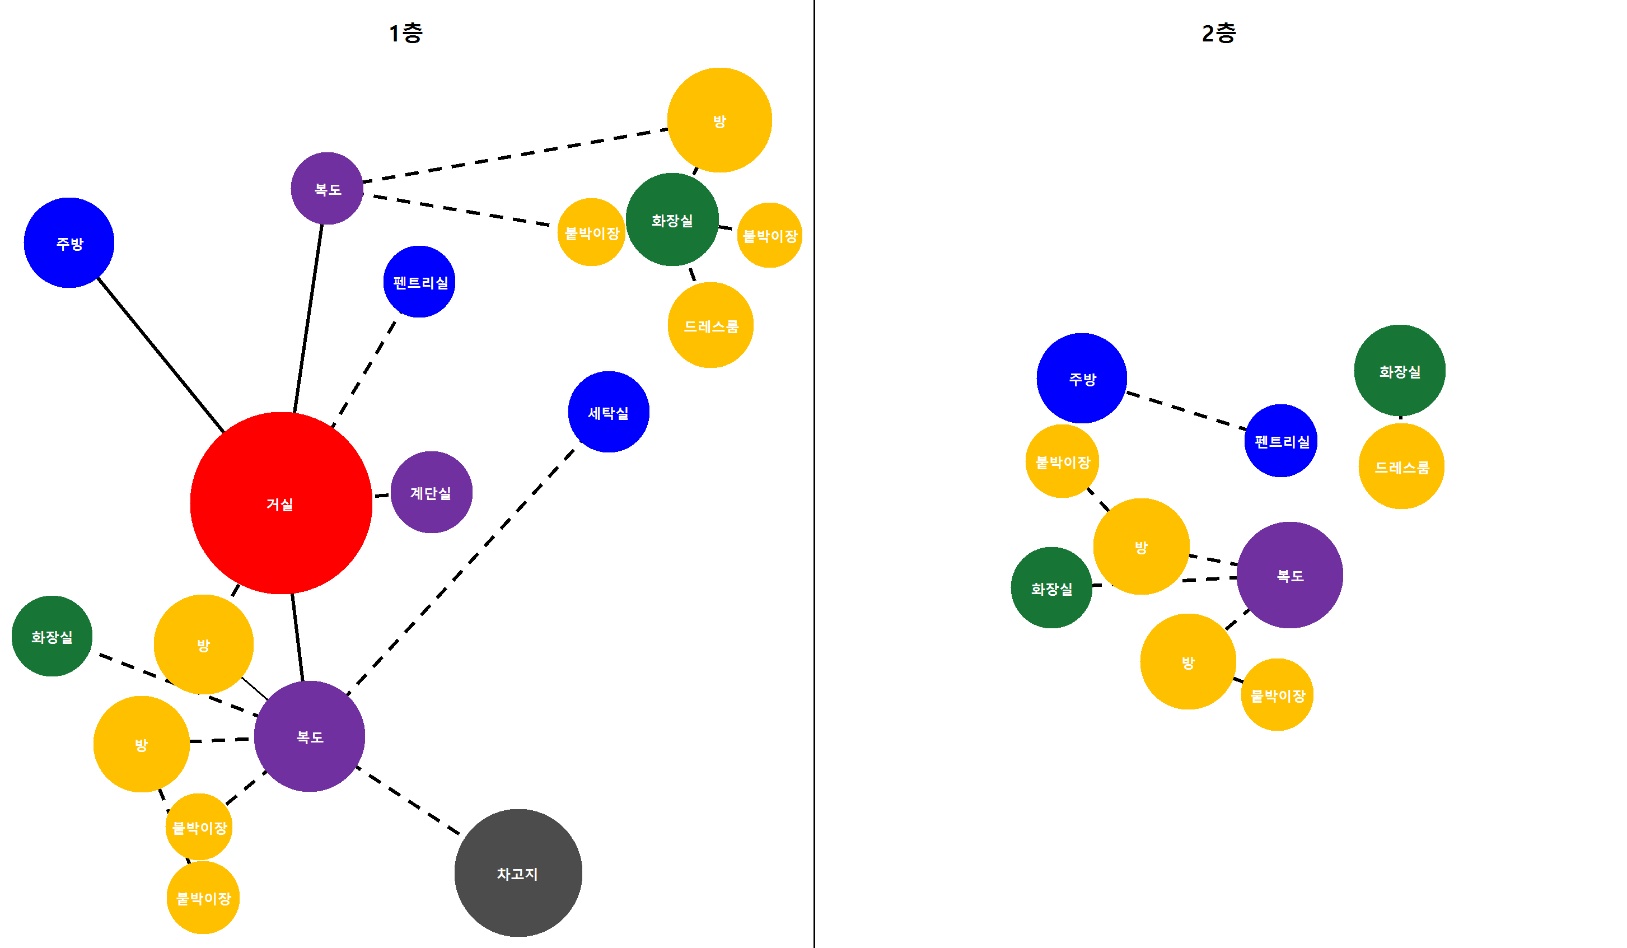 1층
방
복도
화장실
붙박이장
붙박이장
주방
펜트리실
드레스룸
세탁실
계단실
거실
화장실
방
복도
방
붙박이장
차고지
붙박이장
2층
화장실
주방
펜트리실
붙박이장
드레스룸
방
복도
화장실
방
붙박이장